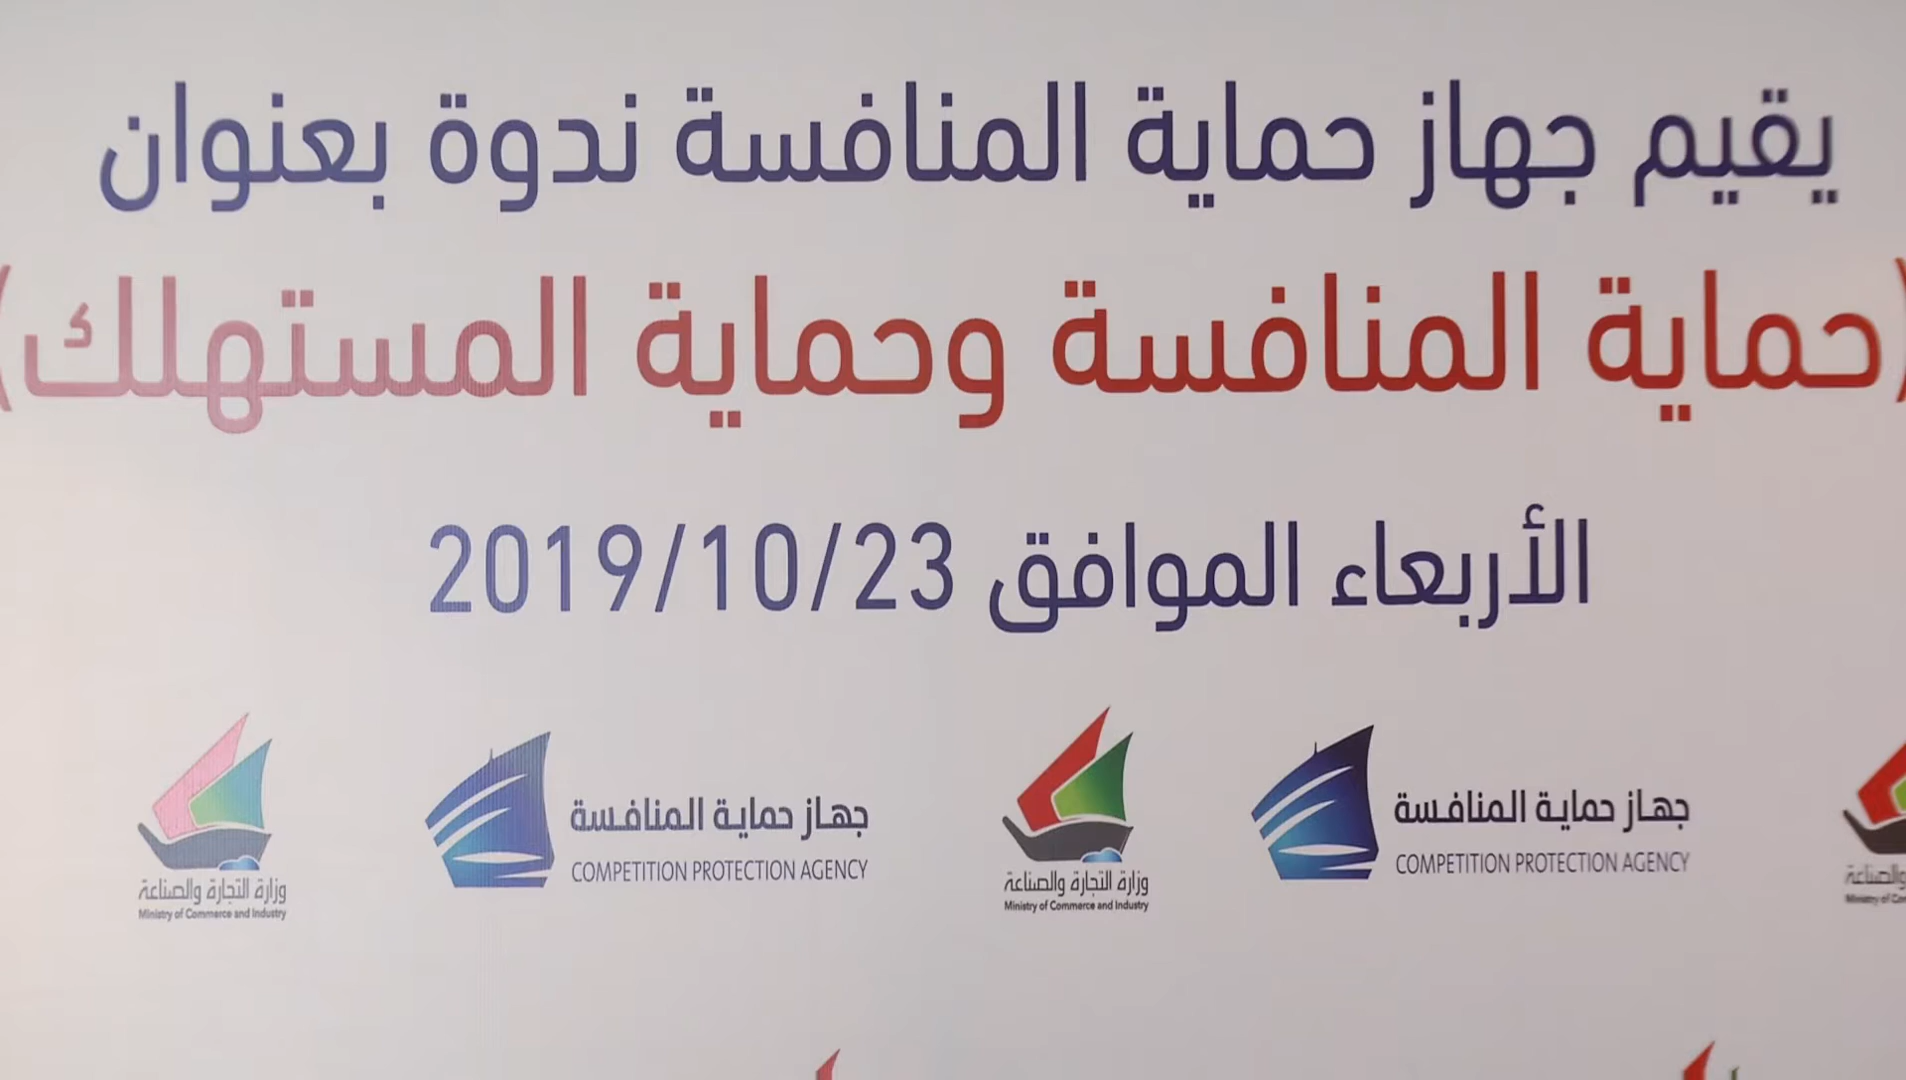 يقيم جهاز حماية المنافسة ندوة بعنوان
(حماية المنافسة وحماية المستهلك)
الأربعاء الموافق 2019/10/23
جهاز حماية المنافسة
COMPETITION PROTECTION AGENCY
وزارة التجارة والصناعة
Ministry of Commerce and Industry
جهاز حماية المنافسة
COMPETITION PROTECTION AGENCY
وزارة التجارة والصناعة
Ministry of Commerce and Industry